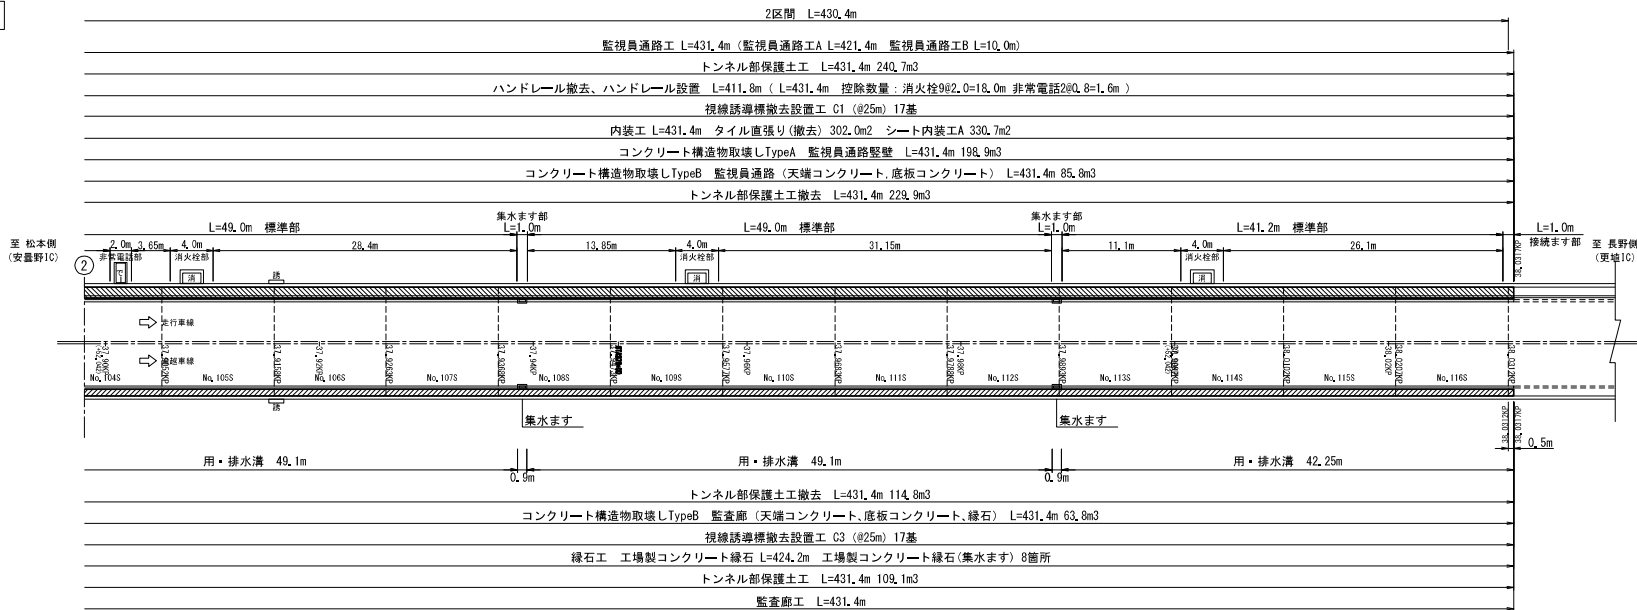 2区間 L=430.4m
監視員通路工 L=431.4m (監視員通路工A L=421.4m 監視員通路工B L=10.0m)
トンネル部保護土工 L=431.4m 240.7m3
ハンドレール撤去、ハンドレール設置 L=411.8m ( L=431.4m 控除数量：消火栓9@2.0=18.0m 非常電話2@0.8=1.6m )
視線誘導標撤去設置工 C1 (@25m) 17基
内装工 L=431.4m タイル直張り(撤去) 302.0m2 シート内装工A 330.7m2
コンクリート構造物取壊しTypeA 監視員通路竪壁 L=431.4m 198.9m3
コンクリート構造物取壊しTypeB 監視員通路 (天端コンクリート,底板コンクリート) L=431.4m 85.8m3
トンネル部保護土工撤去 L=431.4m 229.9m3
L=49.0m 標準部 集水ます部 L=1.0m L=49.0m 標準部 集水ます部 L=1.0m L=41.2m 標準部 L=1.0m 接続ます部
至 松本側 (安曇野IC)
2.0m 3.65m 4.0m 28.4m 13.85m 4.0m 31.15m 11.1m 4.0m 26.1m
至 長野側 (更埴IC)
② 非常電話部 消火栓部 消火栓部 消火栓部 38.0317KP
消 誘 消 消
走行車線
追越車線
37.96KP 37.98KP 38.02KP
No.104S No.105S No.106S No.107S No.108S No.109S No.110S No.111S No.112S No.113S No.114S No.115S No.116S
誘
集水ます 集水ます
38.0312KP 38.0317KP
0.5m
用・排水溝 49.1m 用・排水溝 49.1m 用・排水溝 42.25m
0.9m 0.9m
トンネル部保護土工撤去 L=431.4m 114.8m3
コンクリート構造物取壊しTypeB 監査廊 (天端コンクリート、底板コンクリート、縁石) L=431.4m 63.8m3
視線誘導標撤去設置工 C3 (@25m) 17基
縁石工 工場製コンクリート縁石 L=424.2m 工場製コンクリート縁石(集水ます) 8箇所
トンネル部保護土工 L=431.4m 109.1m3
監査廊工 L=431.4m